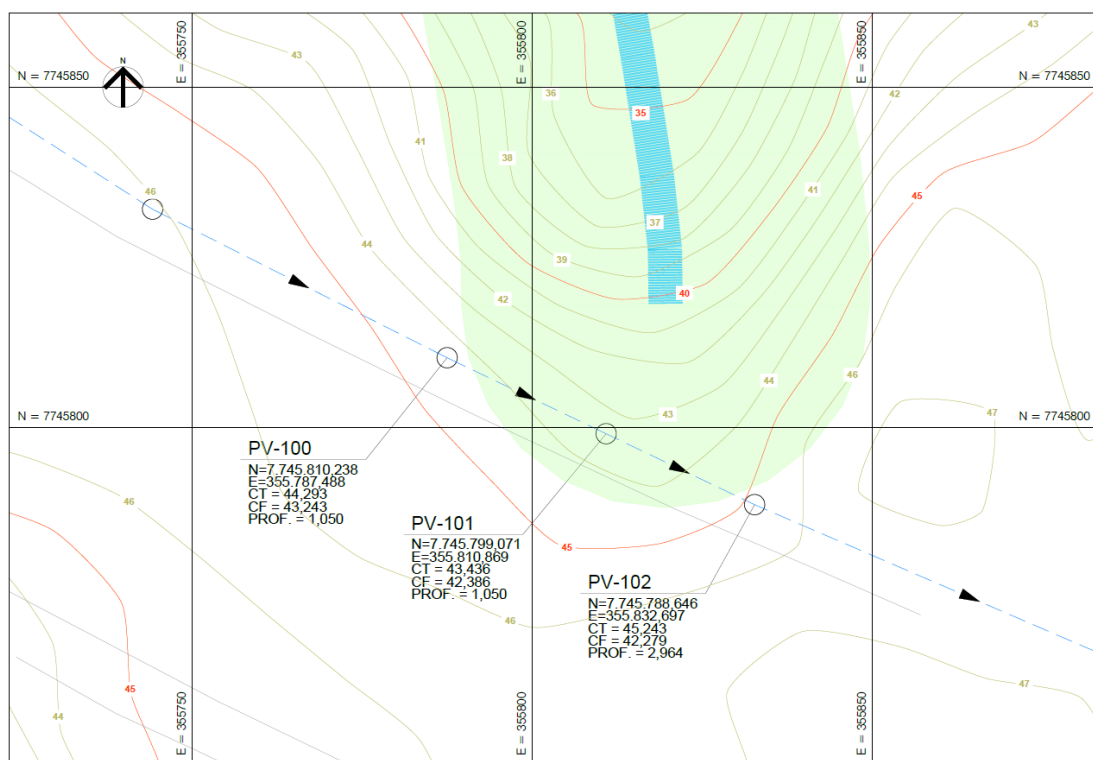 E = 355750
E = 355800
E = 355850
43
43
N
N = 7745850
N = 7745850
36
42
35
41
38
46
41
45
37
44
39
42
40
44
46
47
43
N = 7745800
N = 7745800
PV-100
N=7.745.810,238
E=355.787,488
CT = 44,293
CF = 43,243
PROF. = 1,050
46
PV-101
N=7.745.799,071
E=355.810,869
CT = 43,436
CF = 42,386
PROF. = 1,050
45
PV-102
N=7.745.788,646
E=355.832,697
CT = 45,243
CF = 42,279
PROF. = 2,964
46
45
47
44
E = 355750
E = 355800
E = 355850